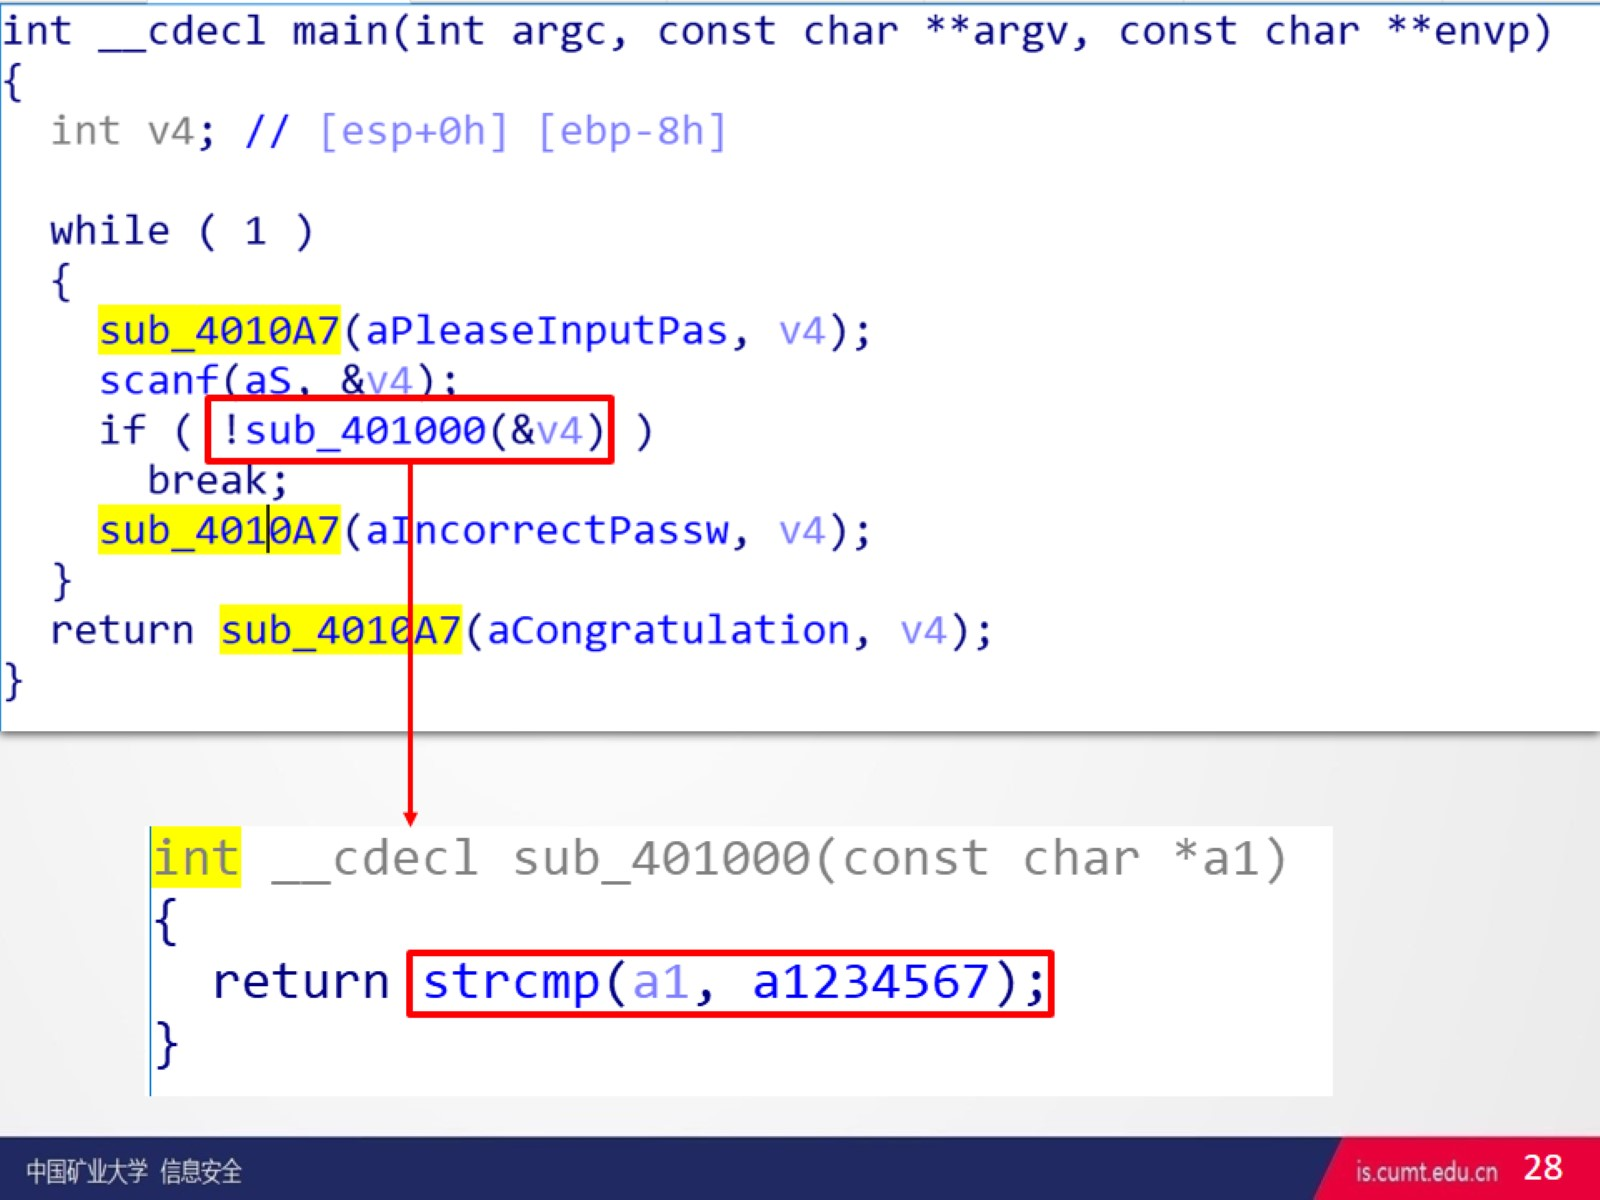 int __cdecl main(int argc, const char **argv, const char **envp)
{
int v4; // [esp+0h] [ebp-8h]
while ( 1 )
{
sub_4010A7(aPleaseInputPas, v4);
scanf(aS, &v4);
if ( !sub_401000(&v4) )
break;
sub_4010A7(aIncorrectPassw, v4);
}
return sub_4010A7(aCongratulation, v4);
}
int __cdecl sub_401000(const char *a1)
{
return strcmp(a1, a1234567);
}
中国矿业大学 信息安全
is.cumt.edu.cn 28